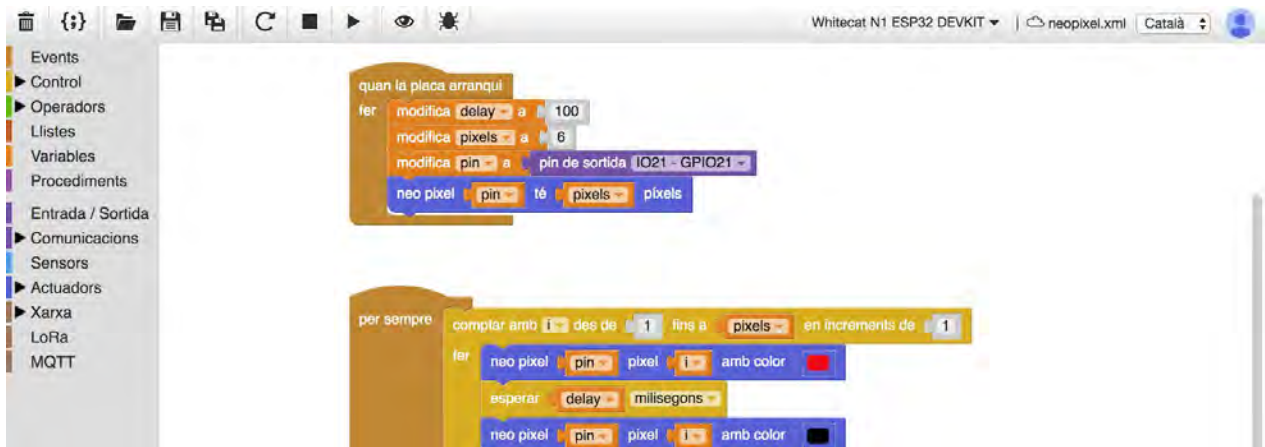 {;} Whitecat N1 ESP32 DEVKIT neopixel.xml Català
Events
Control
Operadors
Llistes
Variables
Procediments
Entrada / Sortida
Comunicacions
Sensors
Actuadors
Xarxa
LoRa
MQTT
quan la placa arranqui
fer modifica delay a 100
modifica pixels a 6
modifica pin a pin de sortida IO21 - GPIO21
neo pixel pin té pixels píxels
per sempre comptar amb i des de 1 fins a pixels en increments de 1
fer neo pixel pin pixel i amb color
esperar delay milisegons
neo pixel pin pixel i amb color